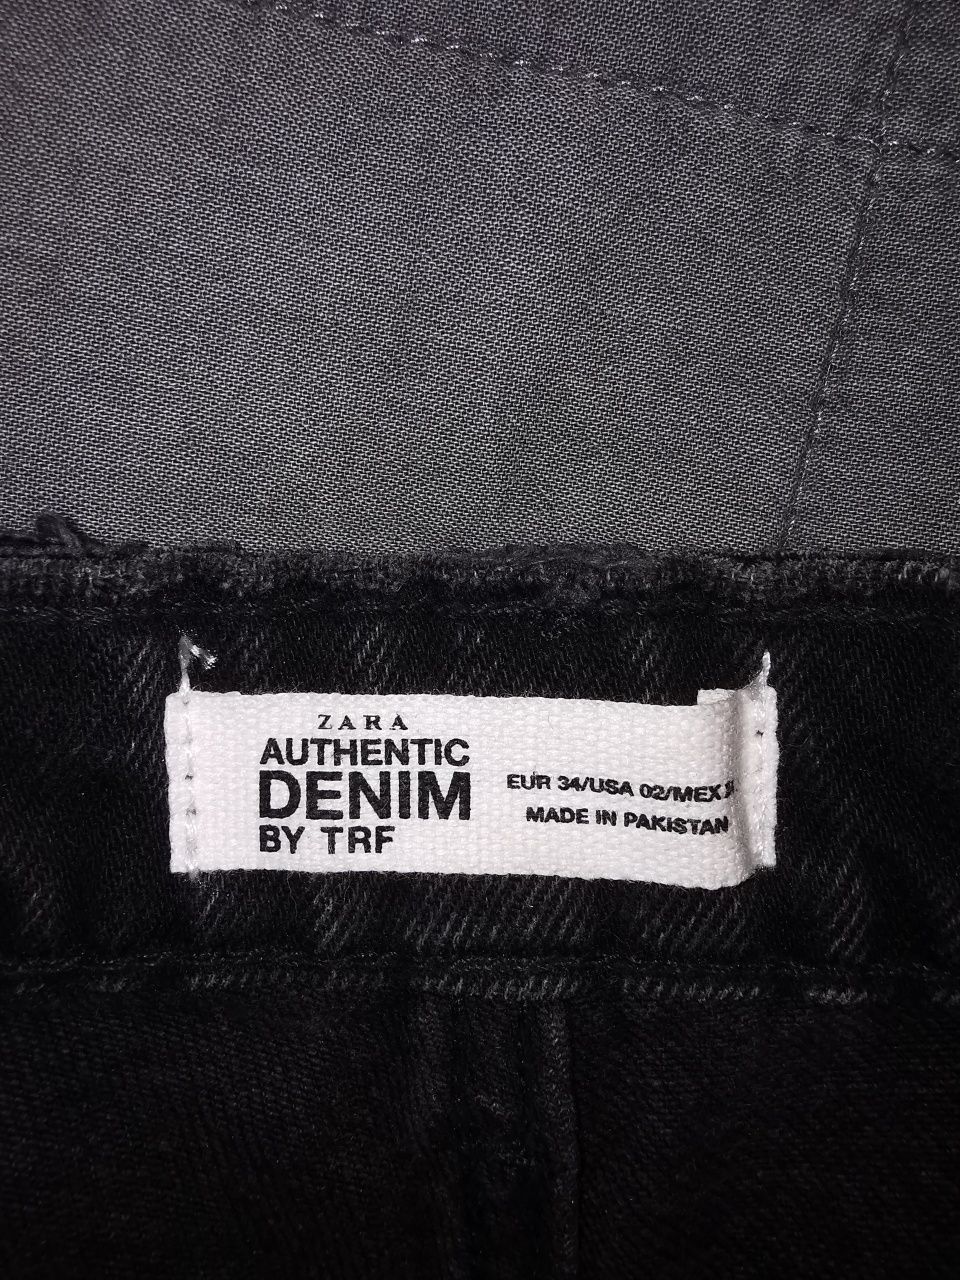 ZARA
AUTHENTIC
DENIM
BY TRF
EUR 34/USA 02/MEX
MADE IN PAKISTAN